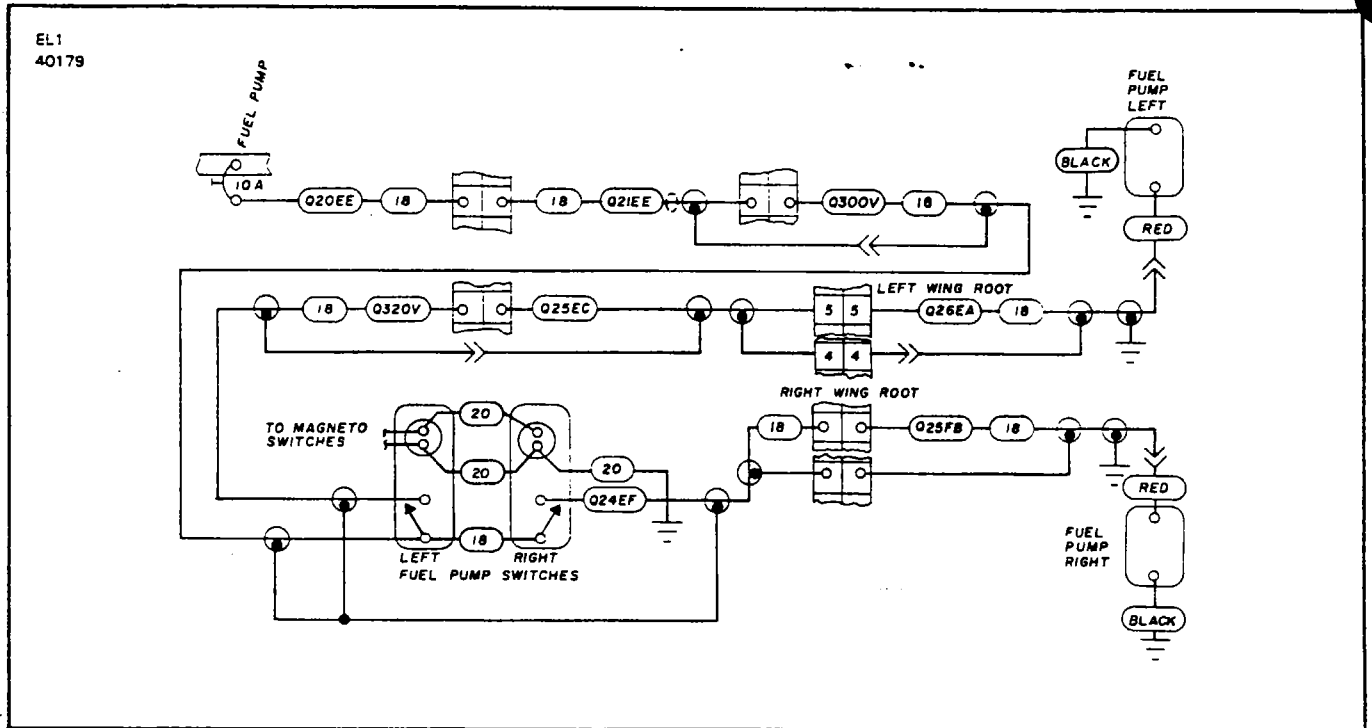 EL1
40179
FUEL PUMP
10A
Q20EE
18
18
Q21EE
Q300V
18
FUEL
PUMP
LEFT
BLACK
RED
18
Q320V
Q25EC
LEFT WING ROOT
5 5
Q26EA
18
4 4
RIGHT WING ROOT
TO MAGNETO
SWITCHES
20
20
20
18
Q25FB
18
Q24EF
18
LEFT
RIGHT
FUEL PUMP SWITCHES
RED
FUEL
PUMP
RIGHT
BLACK